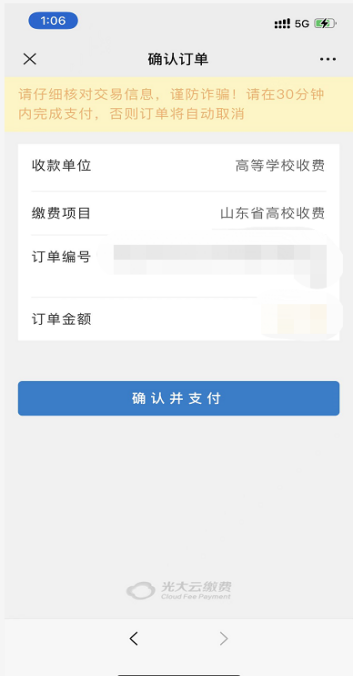 1:06
5G
确认订单
请仔细核对交易信息，谨防诈骗！请在30分钟
内完成支付，否则订单将自动取消
收款单位 高等学校收费
缴费项目 山东省高校收费
订单编号
订单金额
确认并支付
光大云缴费
Cloud Fee Payment